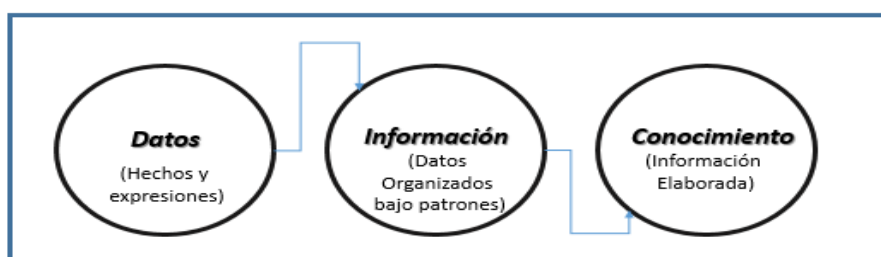 Datos
(Hechos y
expresiones)
Información
(Datos
Organizados
bajo patrones)
Conocimiento
(Información
Elaborada)